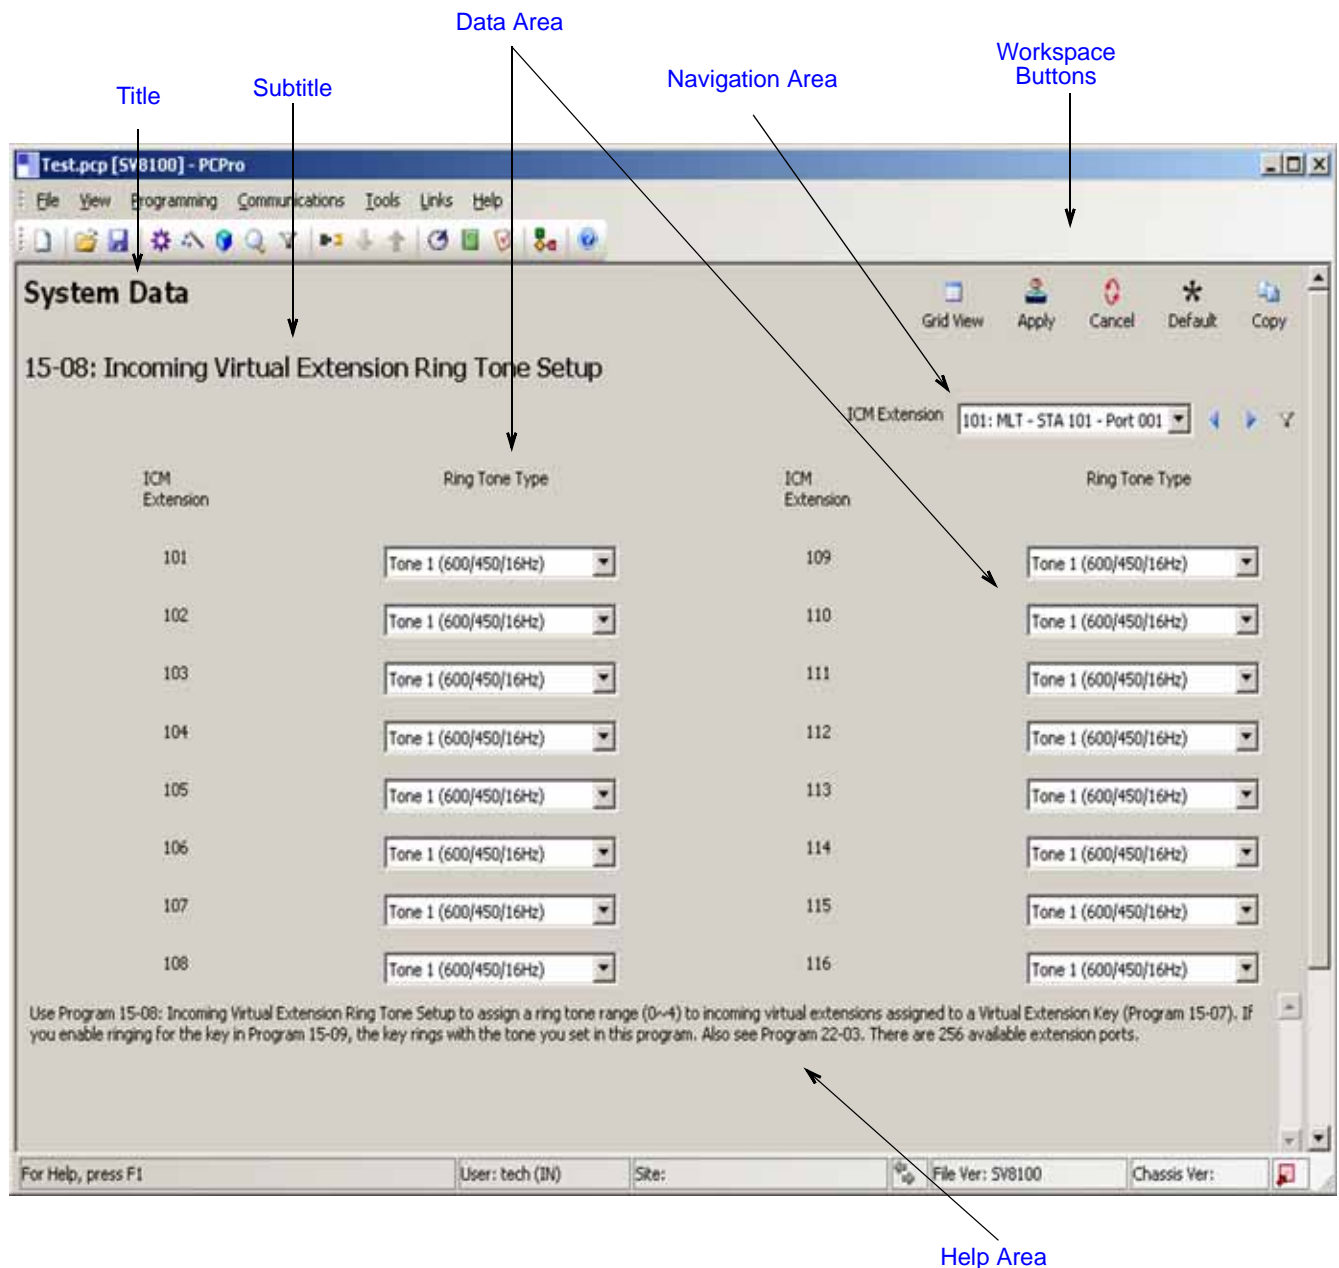 Data Area
Workspace
Buttons
Navigation Area
Subtitle
Title
Test.pcp [SV8100] - PCPro
File View Programming Communications Tools Links Help
System Data
Grid View Apply Cancel Default Copy
15-08: Incoming Virtual Extension Ring Tone Setup
ICM Extension 101: MLT - STA 101 - Port 001
ICM Extension Ring Tone Type ICM Extension Ring Tone Type
101 Tone 1 (600/450/16Hz) 109 Tone 1 (600/450/16Hz)
102 Tone 1 (600/450/16Hz) 110 Tone 1 (600/450/16Hz)
103 Tone 1 (600/450/16Hz) 111 Tone 1 (600/450/16Hz)
104 Tone 1 (600/450/16Hz) 112 Tone 1 (600/450/16Hz)
105 Tone 1 (600/450/16Hz) 113 Tone 1 (600/450/16Hz)
106 Tone 1 (600/450/16Hz) 114 Tone 1 (600/450/16Hz)
107 Tone 1 (600/450/16Hz) 115 Tone 1 (600/450/16Hz)
108 Tone 1 (600/450/16Hz) 116 Tone 1 (600/450/16Hz)
Use Program 15-08: Incoming Virtual Extension Ring Tone Setup to assign a ring tone range (0~4) to incoming virtual extensions assigned to a Virtual Extension Key (Program 15-07). If
you enable ringing for the key in Program 15-09, the key rings with the tone you set in this program. Also see Program 22-03. There are 256 available extension ports.
For Help, press F1 User: tech (IN) Site: File Ver: SV8100 Chassis Ver:
Help Area